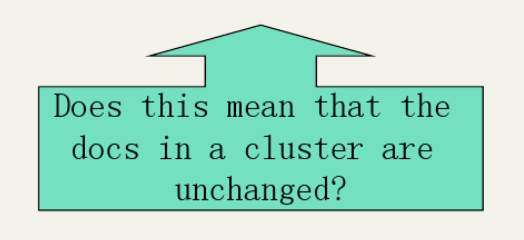 Does this mean that the
docs in a cluster are
unchanged?